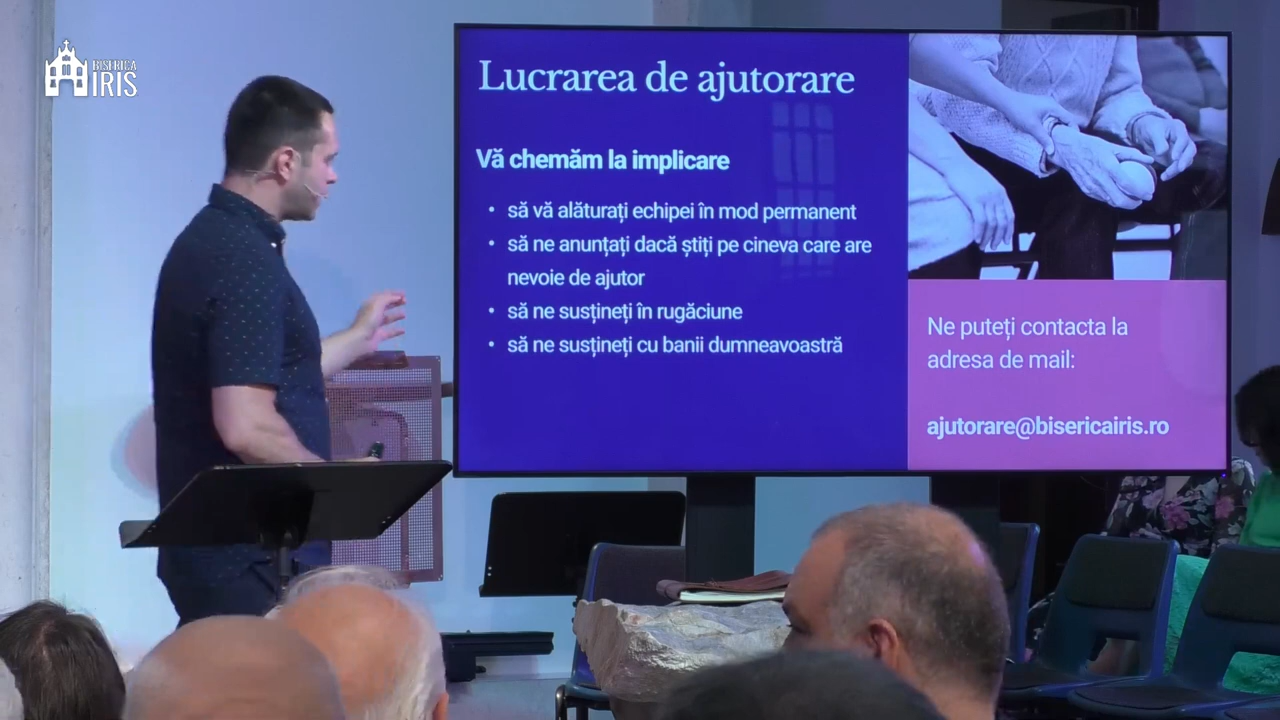 BISERICA
IRIS
Lucrarea de ajutorare
Vă chemăm la implicare
• să vă alăturați echipei în mod permanent
• să ne anunțați dacă știți pe cineva care are
nevoie de ajutor
• să ne susțineți în rugăciune
• să ne susțineți cu banii dumneavoastră
Ne puteți contacta la
adresa de mail:
ajutorare@bisericairis.ro